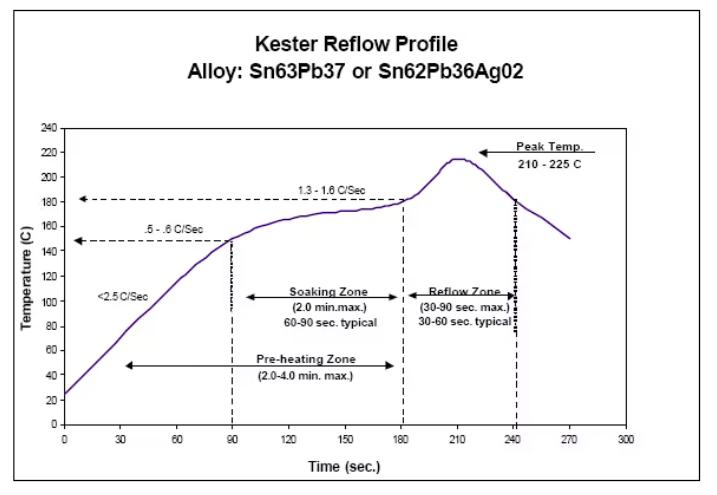 Kester Reflow Profile
Alloy: Sn63Pb37 or Sn62Pb36Ag02
Temperature (C)
240
220
200
180
160
140
120
100
80
60
40
20
0
Peak Temp.
210 - 225 C
1.3 - 1.6 C/Sec
.5 - .6 C/Sec
<2.5 C/Sec
Soaking Zone
(2.0 min.max.)
60-90 sec. typical
Reflow Zone
(30-90 sec. max.)
30-60 sec. typical
Pre-heating Zone
(2.0-4.0 min. max.)
0 30 60 90 120 150 180 210 240 270 300
Time (sec.)